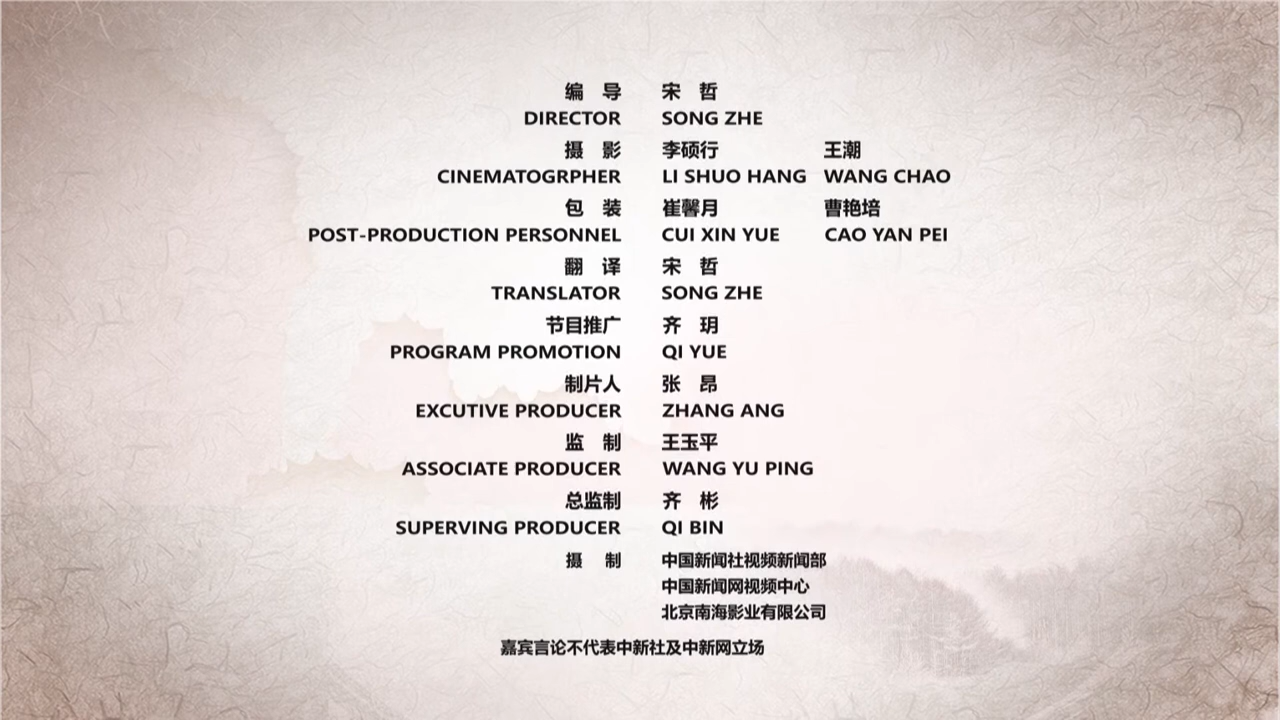 编 导 宋 哲
DIRECTOR SONG ZHE
摄 影 李硕行 王潮
CINEMATOGRPHER LI SHUO HANG WANG CHAO
包 装 崔馨月 曹艳培
POST-PRODUCTION PERSONNEL CUI XIN YUE CAO YAN PEI
翻 译 宋 哲
TRANSLATOR SONG ZHE
节目推广 齐 玥
PROGRAM PROMOTION QI YUE
制片人 张 昂
EXCUTIVE PRODUCER ZHANG ANG
监 制 王玉平
ASSOCIATE PRODUCER WANG YU PING
总监制 齐 彬
SUPERVING PRODUCER QI BIN
摄 制 中国新闻社视频新闻部
中国新闻网视频中心
北京南海影业有限公司
嘉宾言论不代表中新社及中新网立场